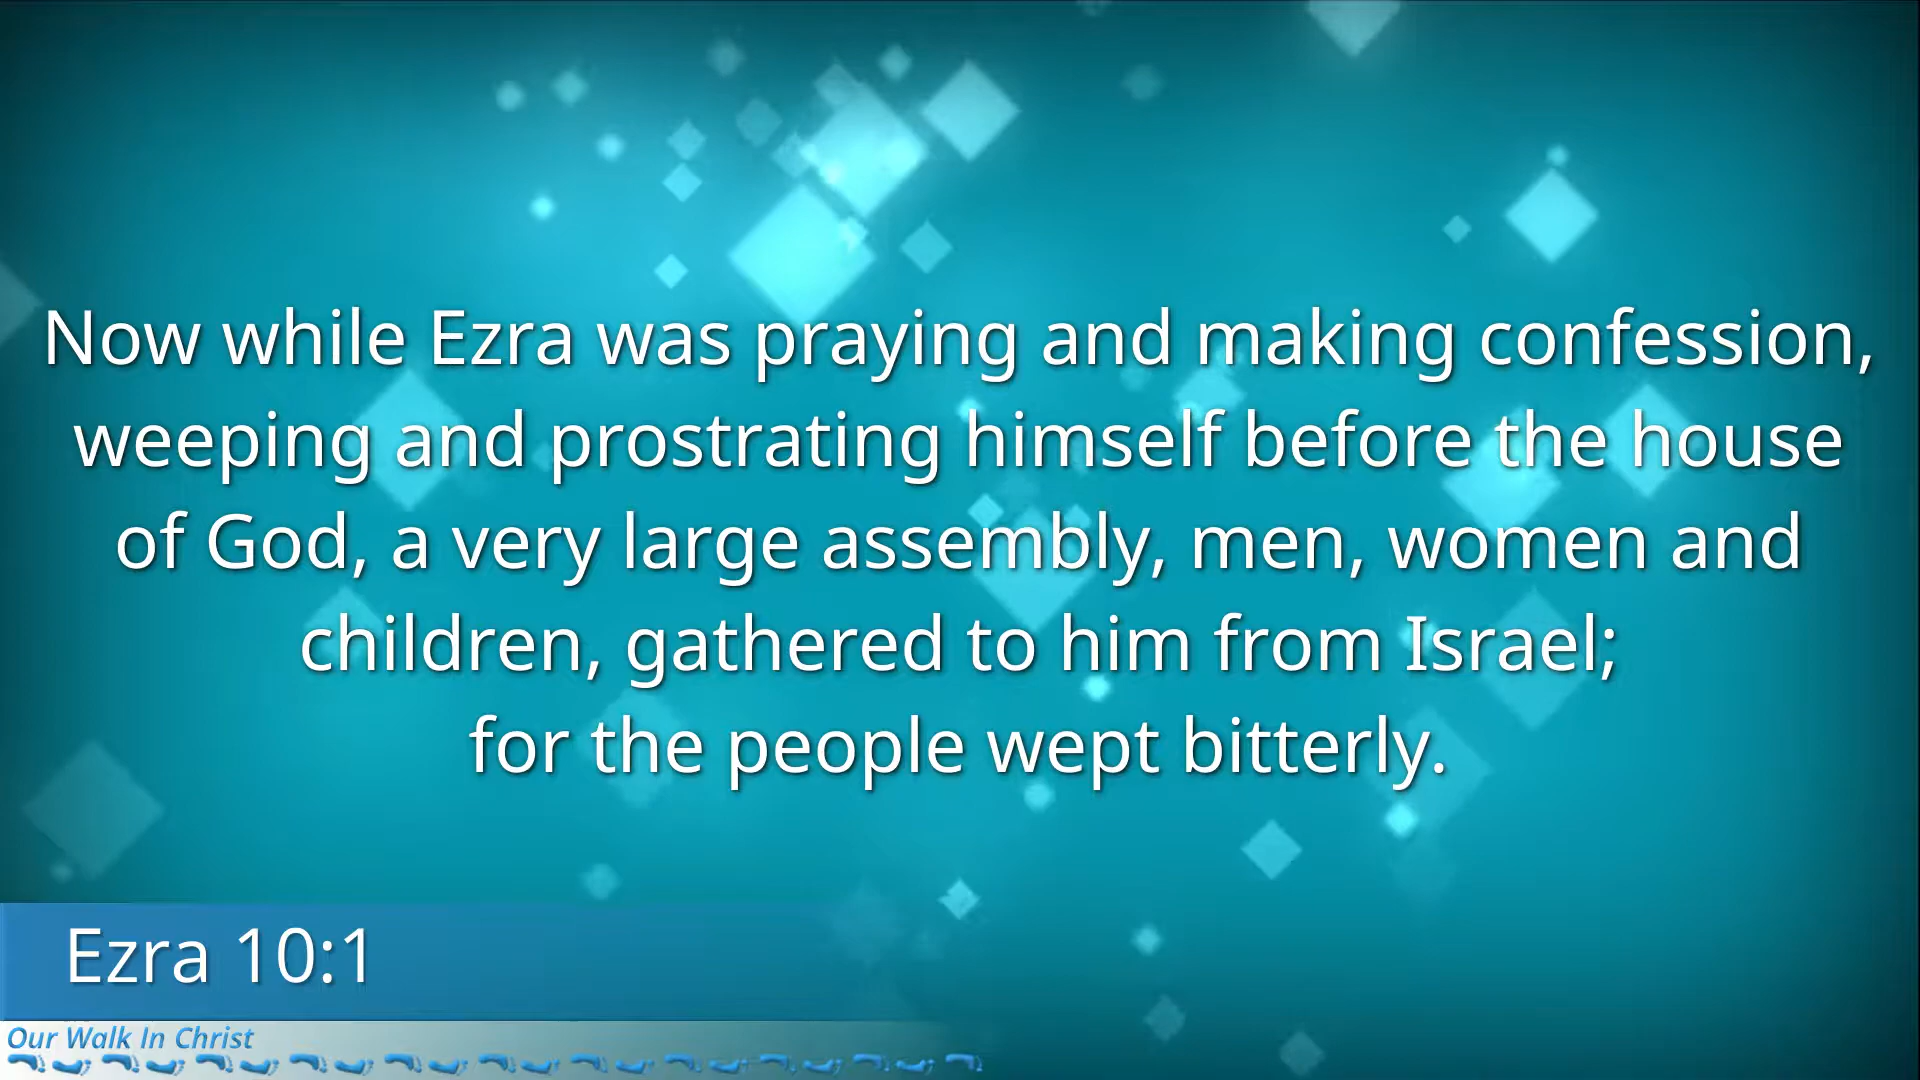 Now while Ezra was praying and making confession,
weeping and prostrating himself before the house
of God, a very large assembly, men, women and
children, gathered to him from Israel;
for the people wept bitterly.
Ezra 10:1
Our Walk In Christ